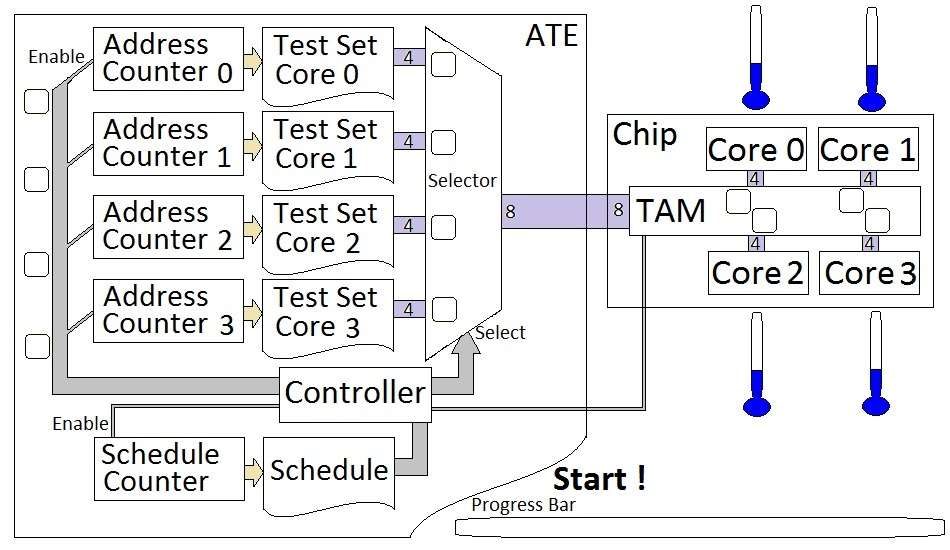 ATE
Enable
Address
Counter 0
Test Set
Core 0
4
Address
Counter 1
Test Set
Core 1
4
Selector
Address
Counter 2
Test Set
Core 2
4
8
8
Address
Counter 3
Test Set
Core 3
4
Select
Controller
Enable
Schedule
Counter
Schedule
Chip
Core 0
Core 1
4
4
TAM
4
4
Core 2
Core 3
Start !
Progress Bar